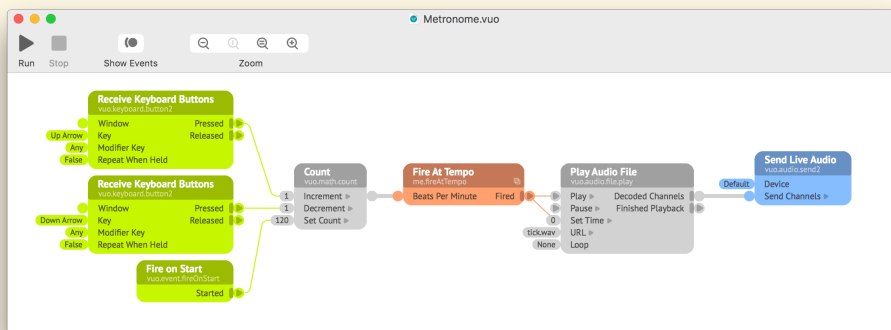 Metronome.vuo
Run Stop Show Events Zoom
Receive Keyboard Buttons
vuo.keyboard.button2
Window Pressed
Up Arrow Key Released
Any Modifier Key
False Repeat When Held
Receive Keyboard Buttons
vuo.keyboard.button2
Window Pressed
Down Arrow Key Released
Any Modifier Key
False Repeat When Held
Fire on Start
vuo.event.fireOnStart
Started
Count
vuo.math.count
1 Increment
1 Decrement
120 Set Count
Fire At Tempo
me.fireAtTempo
Beats Per Minute Fired
Play Audio File
vuo.audio.file.play
Play Decoded Channels
Pause Finished Playback
0 Set Time
tick.wav URL
None Loop
Send Live Audio
vuo.audio.send2
Default Device
Send Channels